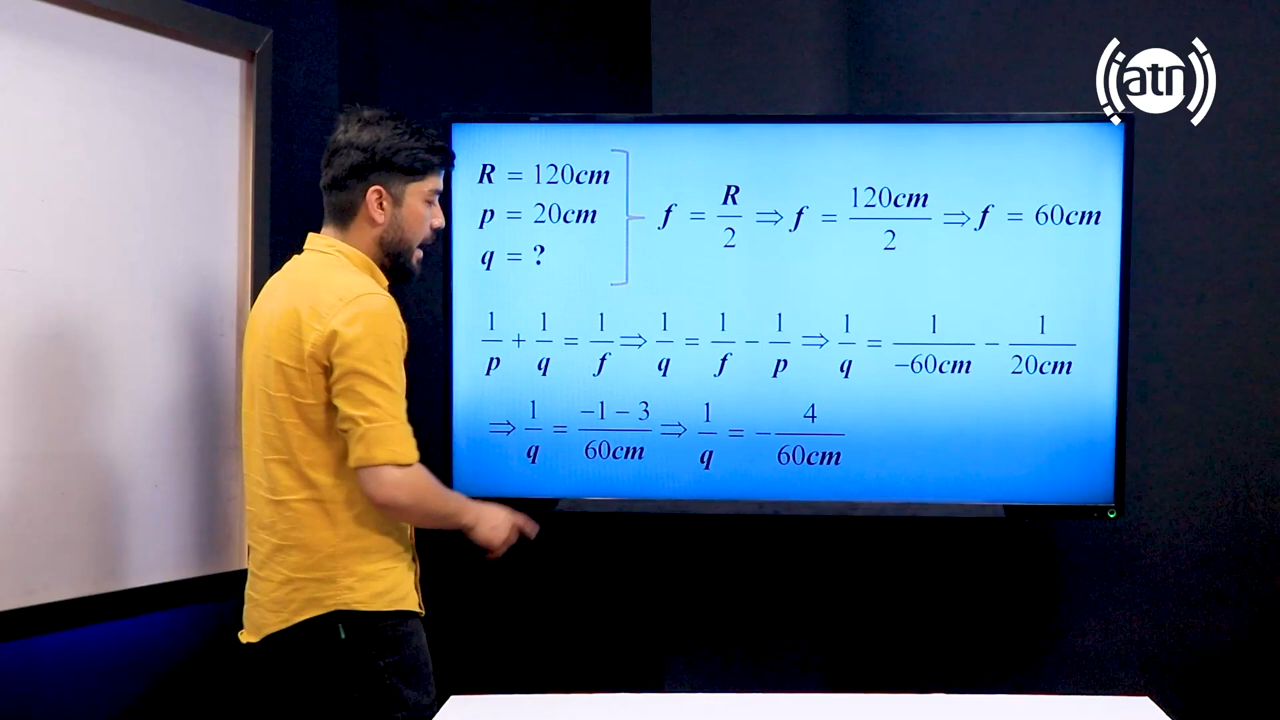 atn
R = 120cm
p = 20cm
q = ?
f = R/2 ⇒ f = 120cm/2 ⇒ f = 60cm
1/p + 1/q = 1/f ⇒ 1/q = 1/f − 1/p ⇒ 1/q = 1/−60cm − 1/20cm
⇒ 1/q = −1 − 3/60cm ⇒ 1/q = − 4/60cm